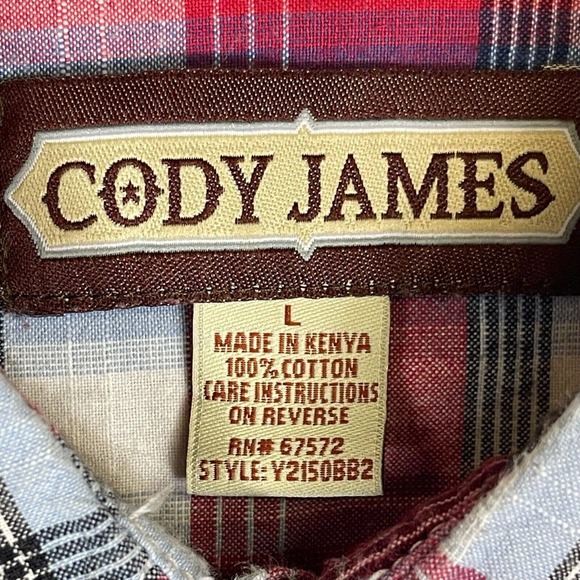 CODY JAMES
L
MADE IN KENYA
100% COTTON
CARE INSTRUCTIONS
ON REVERSE
RN# 67572
STYLE: Y2150BB2